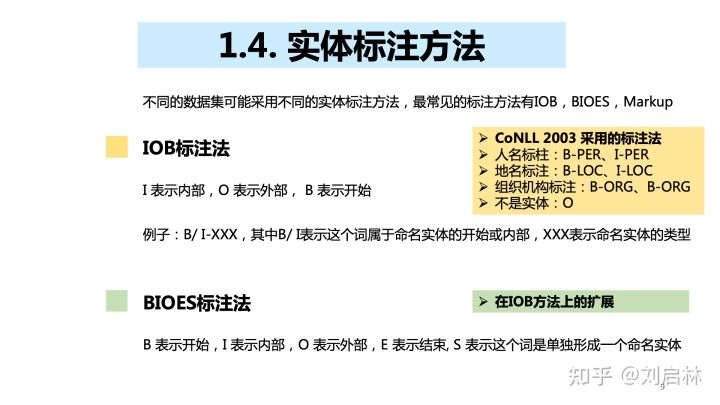 1.4. 实体标注方法
不同的数据集可能采用不同的实体标注方法，最常见的标注方法有IOB，BIOES，Markup
IOB标注法
I 表示内部，O 表示外部， B 表示开始
➢ CoNLL 2003 采用的标注法
➢ 人名标柱：B-PER、I-PER
➢ 地名标注：B-LOC、I-LOC
➢ 组织机构标注：B-ORG、B-ORG
➢ 不是实体：O
例子：B/ I-XXX，其中B/ I表示这个词属于命名实体的开始或内部，XXX表示命名实体的类型
BIOES标注法
➢ 在IOB方法上的扩展
B 表示开始，I 表示内部，O 表示外部，E 表示结束, S 表示这个词是单独形成一个命名实体
知乎 @刘启林
9